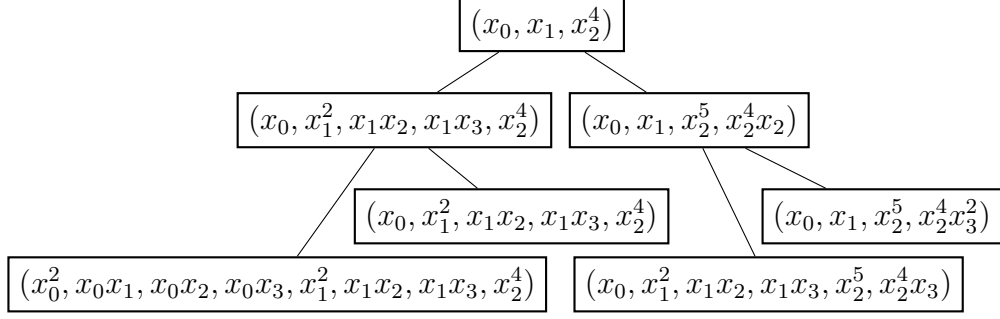 (x_0, x_1, x_2^4)
(x_0, x_1^2, x_1x_2, x_1x_3, x_2^4) (x_0, x_1, x_2^5, x_2^4x_2)
(x_0, x_1^2, x_1x_2, x_1x_3, x_2^4) (x_0, x_1, x_2^5, x_2^4x_3^2)
(x_0^2, x_0x_1, x_0x_2, x_0x_3, x_1^2, x_1x_2, x_1x_3, x_2^4) (x_0, x_1^2, x_1x_2, x_1x_3, x_2^5, x_2^4x_3)